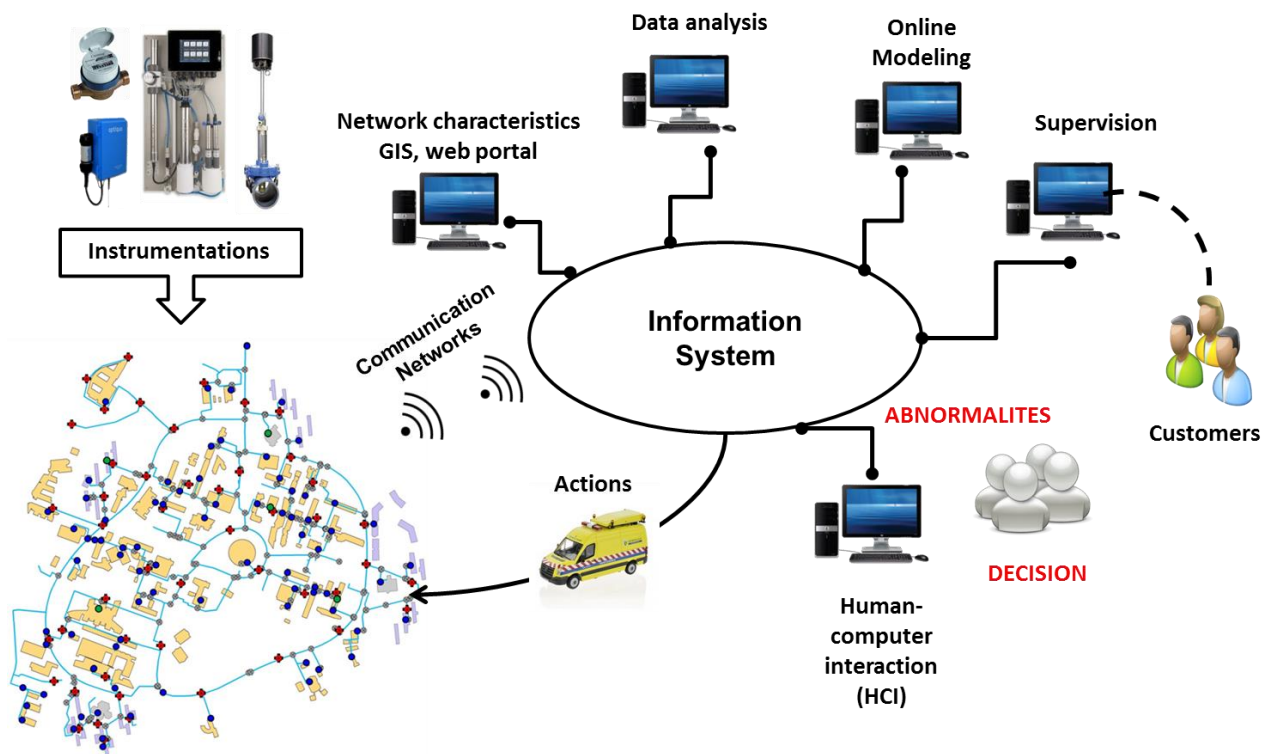 Data analysis
Online
Modeling
Network characteristics
GIS, web portal
Supervision
Instrumentations
Communication
Networks
Information
System
ABNORMALITES
Customers
Actions
DECISION
Human-
computer
interaction
(HCI)